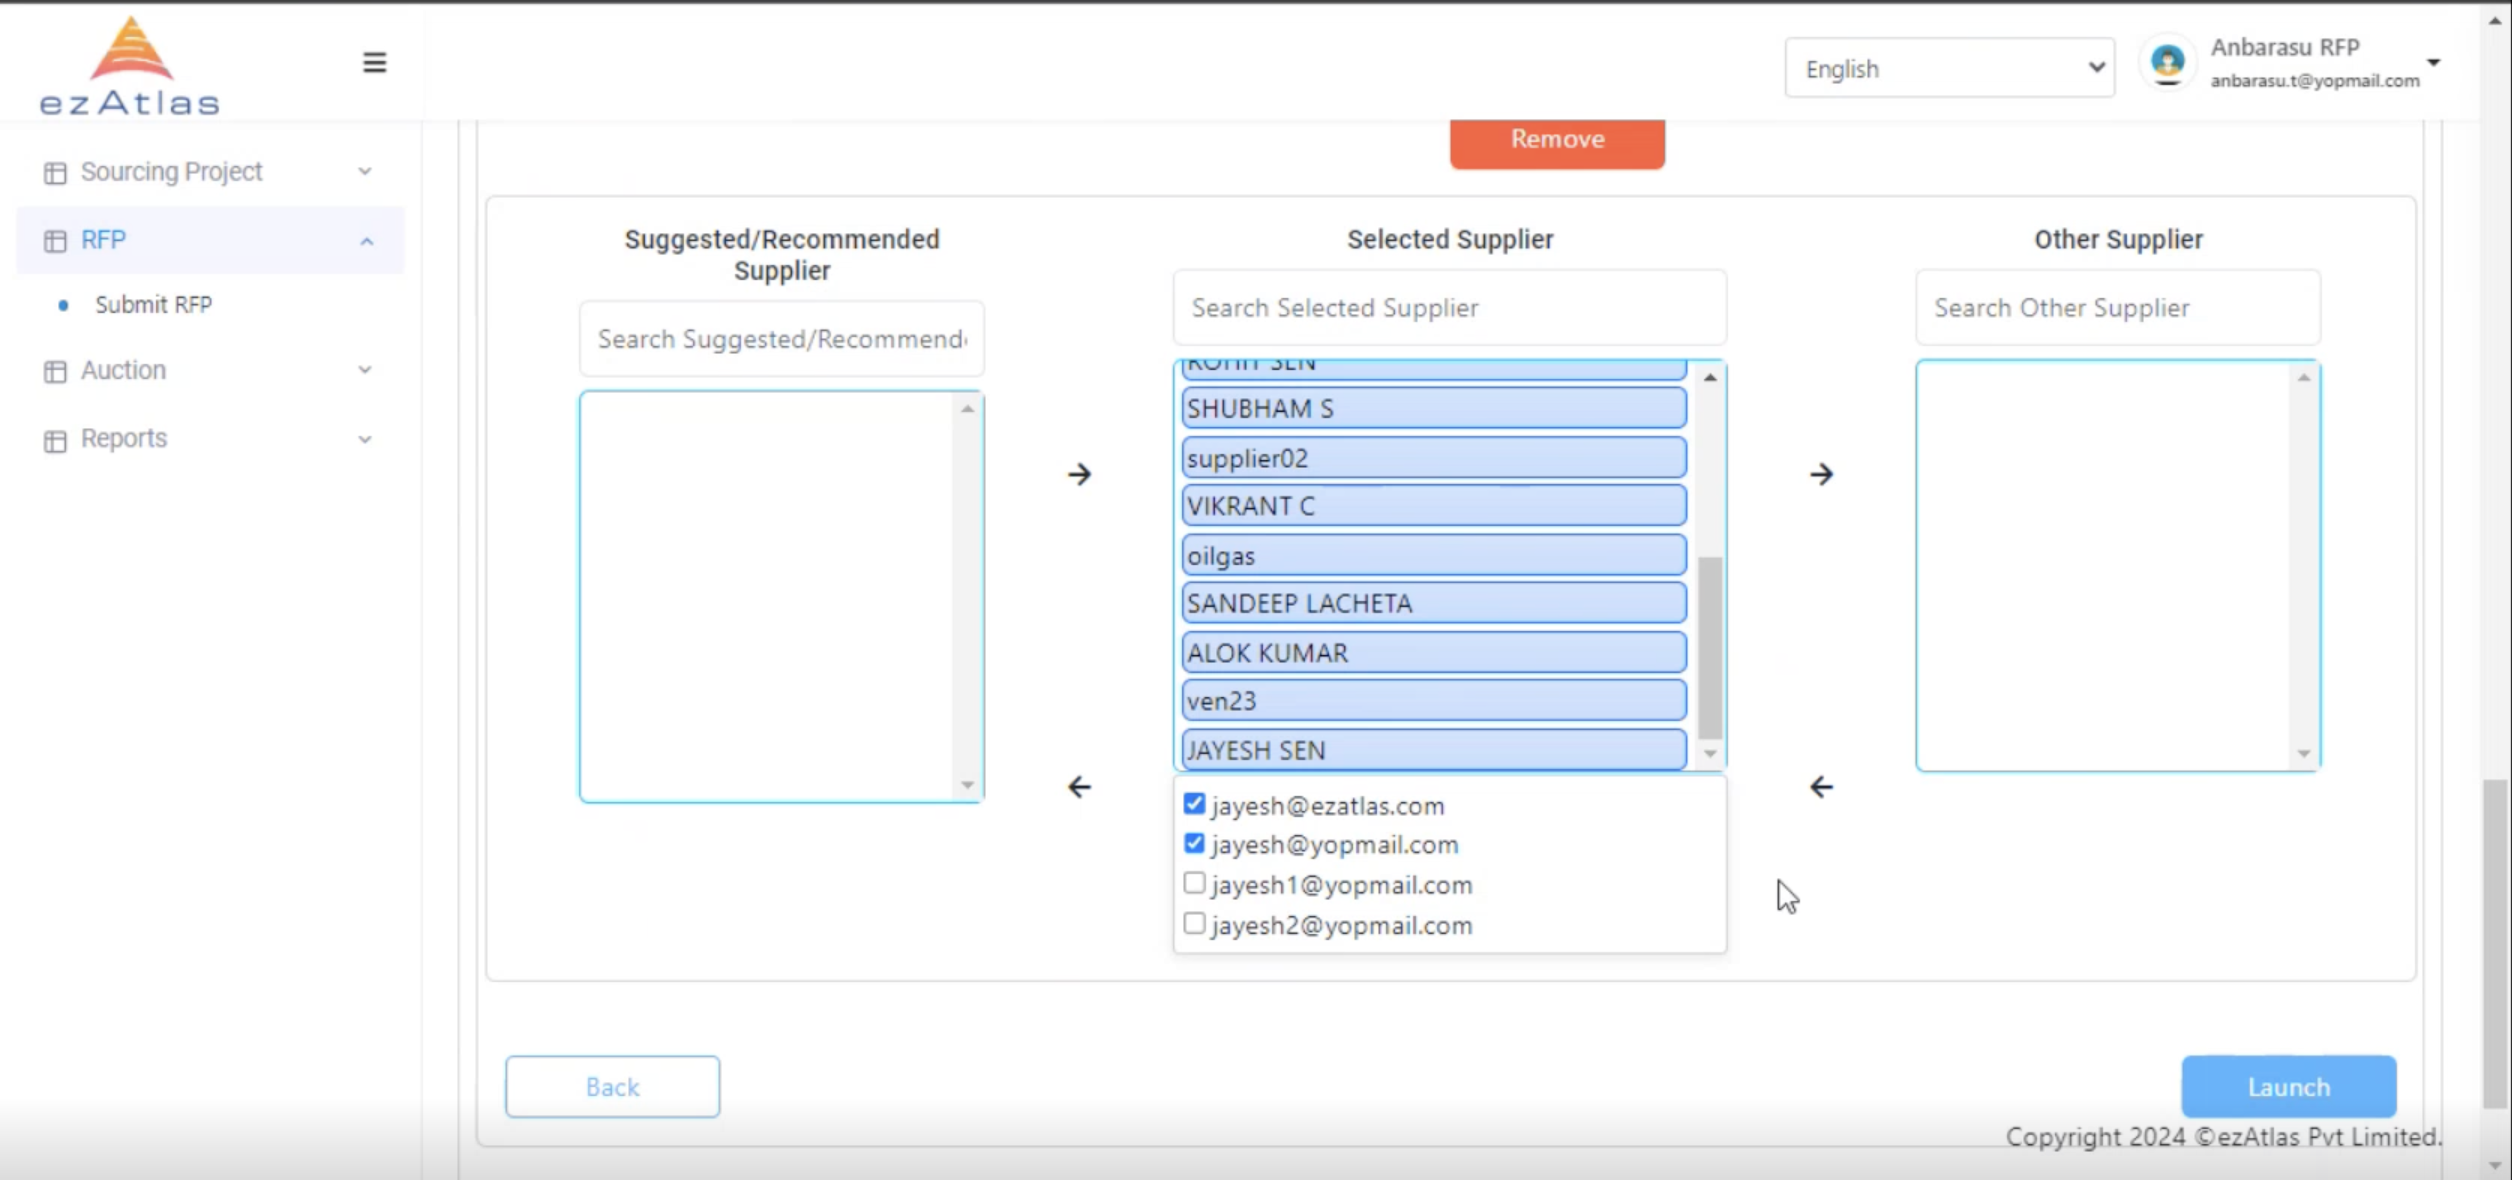 ezAtlas
English
Anbarasu RFP
anbarasu.t@yopmail.com
Sourcing Project
RFP
Submit RFP
Auction
Reports
Remove
Suggested/Recommended
Supplier
Search Suggested/Recommend
Selected Supplier
Search Selected Supplier
ROHIT SEN
SHUBHAM S
supplier02
VIKRANT C
oilgas
SANDEEP LACHETA
ALOK KUMAR
ven23
JAYESH SEN
jayesh@ezatlas.com
jayesh@yopmail.com
jayesh1@yopmail.com
jayesh2@yopmail.com
Other Supplier
Search Other Supplier
Back
Launch
Copyright 2024 ©ezAtlas Pvt Limited.